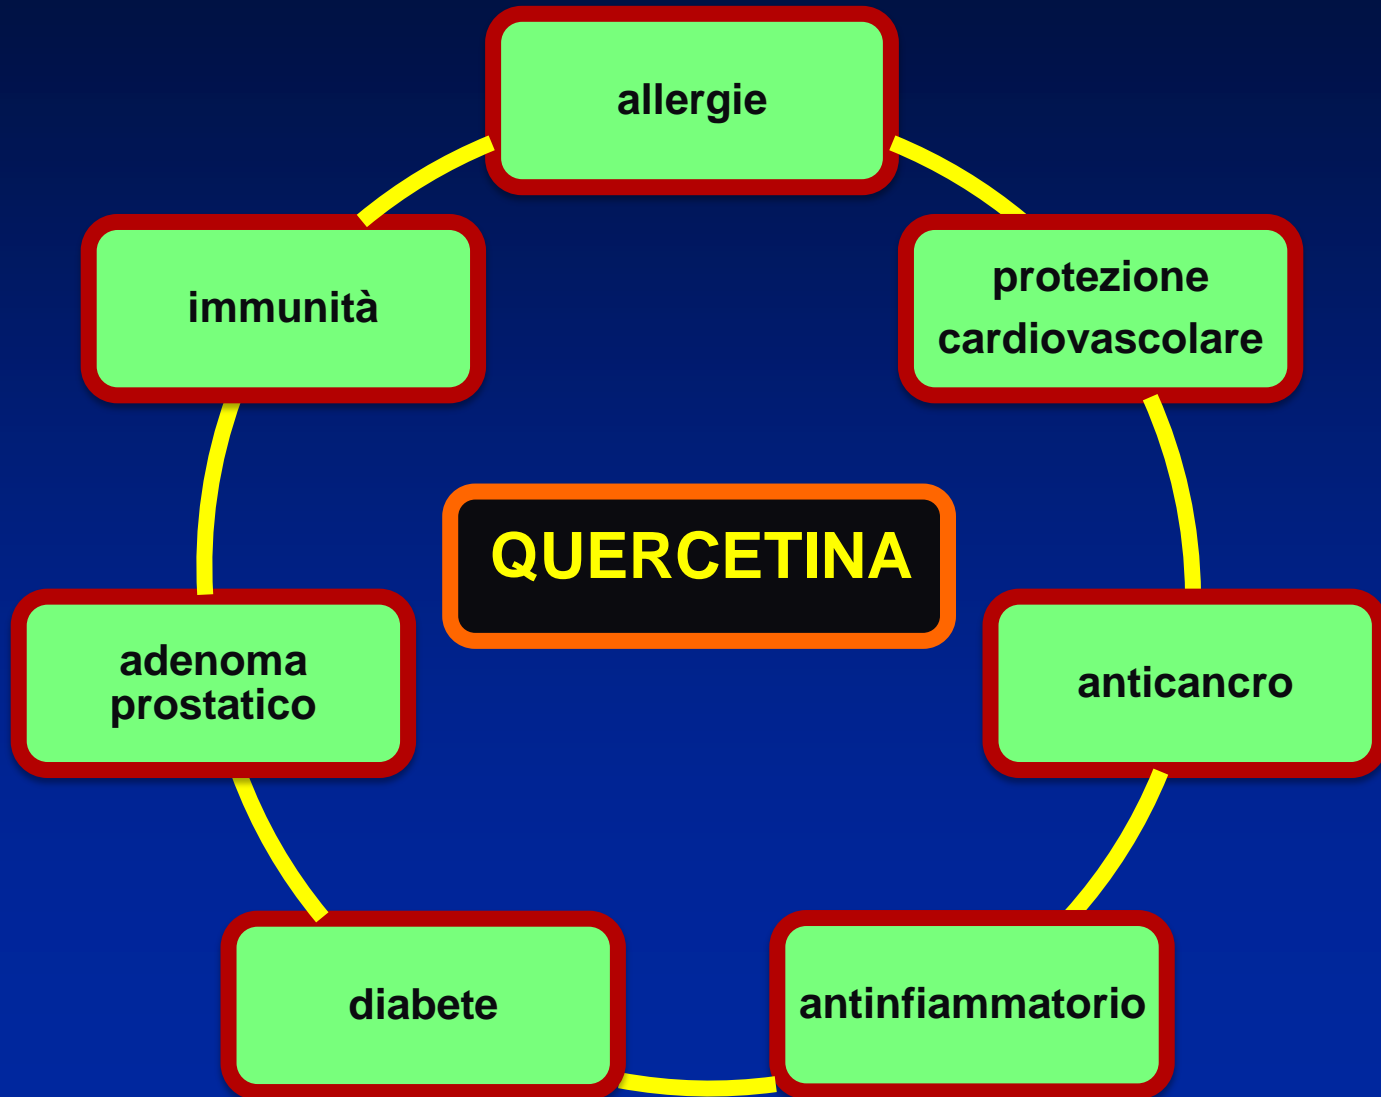 allergie
immunità
protezione
cardiovascolare
QUERCETINA
adenoma
prostatico
anticancro
diabete
antinfiammatorio